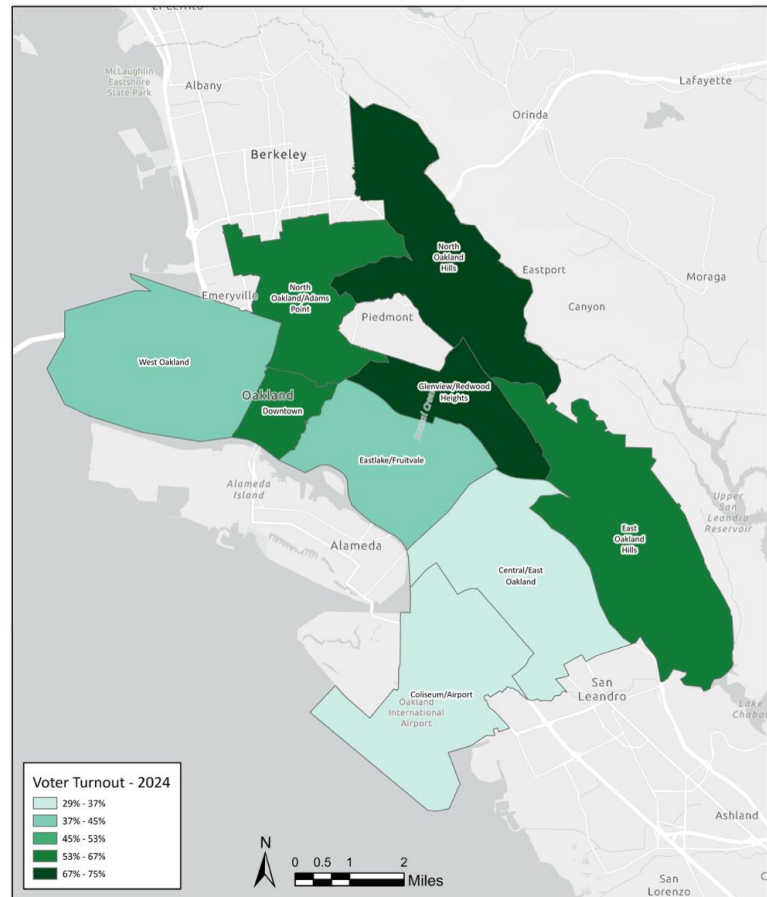 El Cerrito
McLaughlin
Eastshore
State Park
Albany
Lafayette
Orinda
Berkeley
North
Oakland
Hills
Eastport
Moraga
Emeryville
North
Oakland/Adams
Point
Piedmont
Canyon
West Oakland
Glenview/Redwood
Heights
Oakland
Downtown
Eastlake/Fruitvale
Alameda
Island
Upper
San
Leandro
Reservoir
Alameda
East
Oakland
Hills
Central/East
Oakland
San
Leandro
Coliseum/Airport
Oakland
International
Airport
Lake
Chabot
Voter Turnout - 2024
29% - 37%
37% - 45%
45% - 53%
53% - 67%
67% - 75%
N
0 0.5 1 2
Miles
Ashland
San
Lorenzo
C